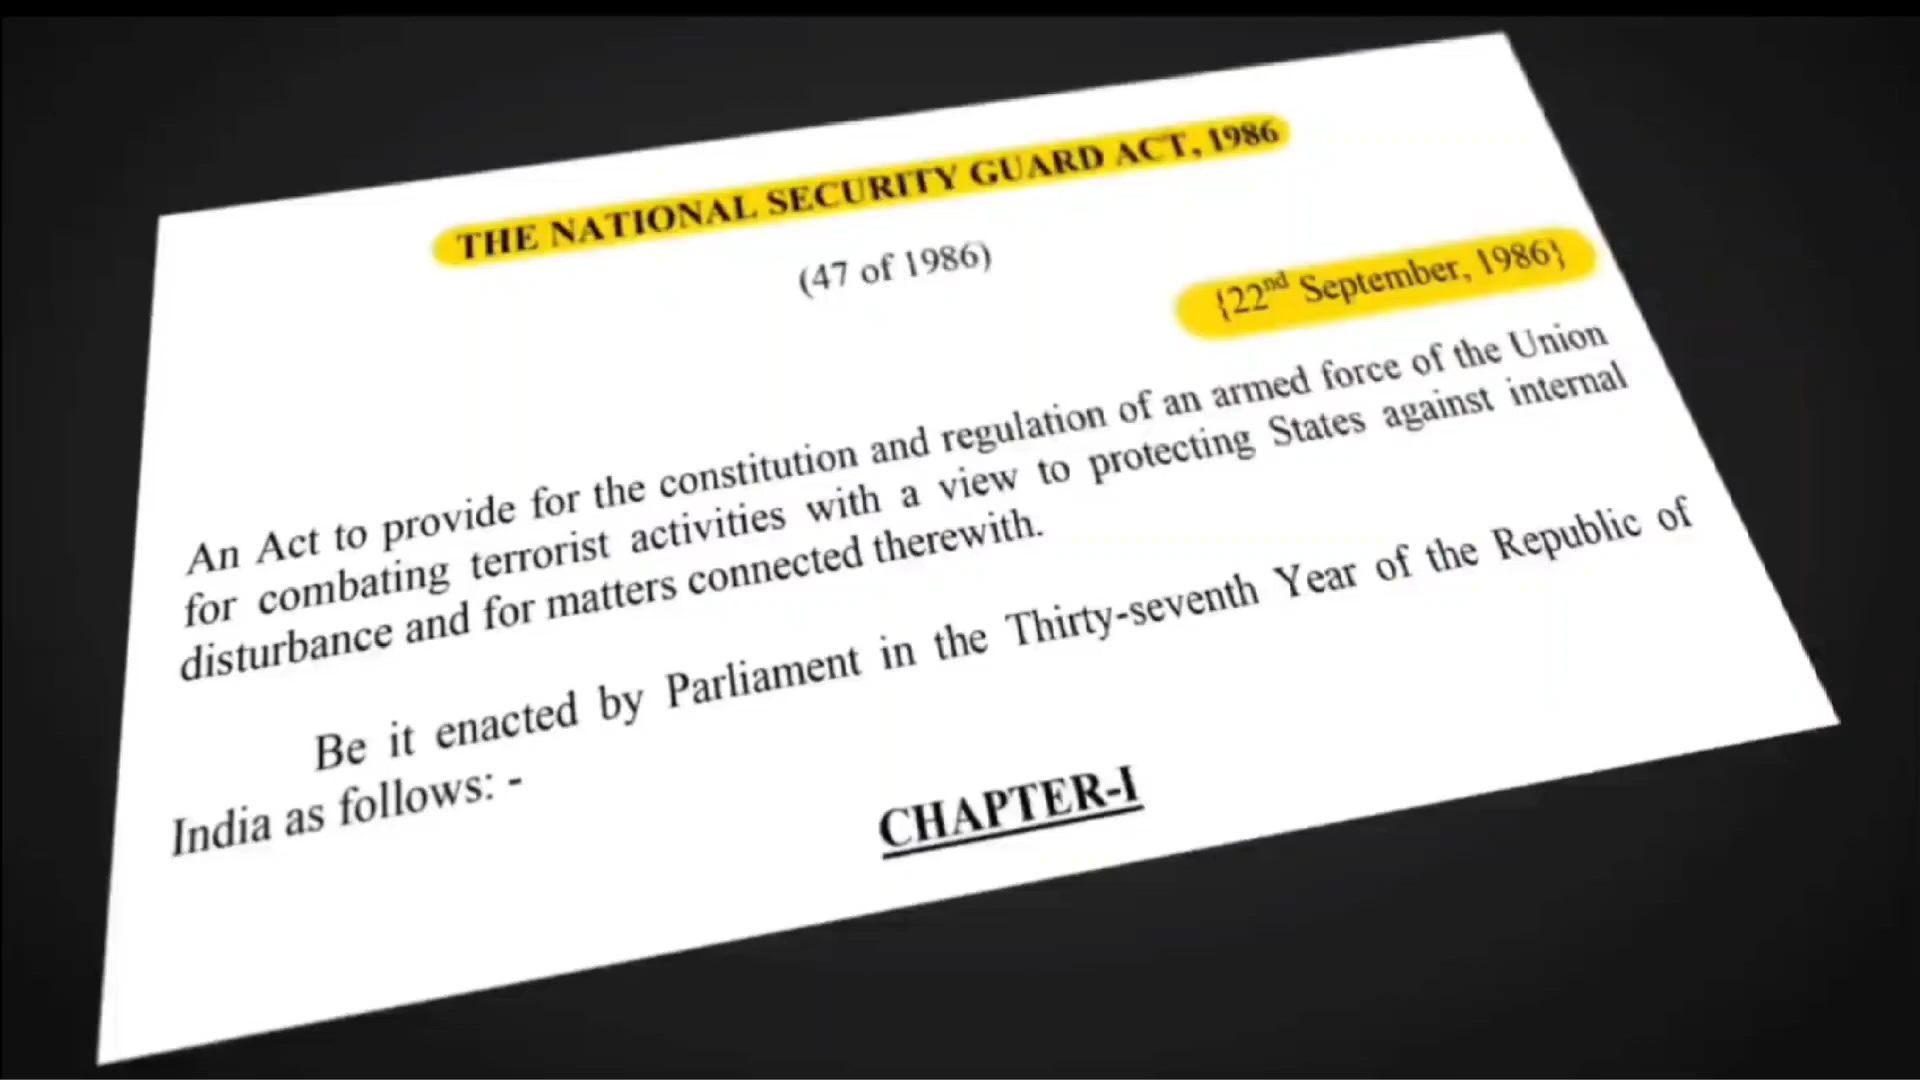 THE NATIONAL SECURITY GUARD ACT, 1986
(47 of 1986)
{22nd September, 1986}
An Act to provide for the constitution and regulation of an armed force of the Union
for combating terrorist activities with a view to protecting States against internal
disturbance and for matters connected therewith.
Be it enacted by Parliament in the Thirty-seventh Year of the Republic of
India as follows: -
CHAPTER-I